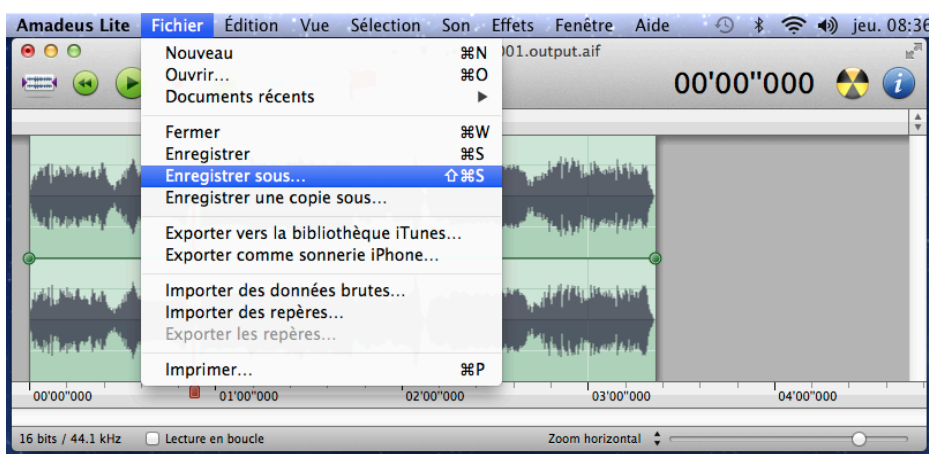 Amadeus Lite Fichier Édition Vue Sélection Son Effets Fenêtre Aide jeu. 08:36
001.output.aif
00'00"000
Nouveau ⌘N
Ouvrir... ⌘O
Documents récents ▶
Fermer ⌘W
Enregistrer ⌘S
Enregistrer sous... ⇧⌘S
Enregistrer une copie sous...
Exporter vers la bibliothèque iTunes...
Exporter comme sonnerie iPhone...
Importer des données brutes...
Importer des repères...
Exporter les repères...
Imprimer... ⌘P
00'00"000 01'00"000 02'00"000 03'00"000 04'00"000
16 bits / 44.1 kHz Lecture en boucle Zoom horizontal